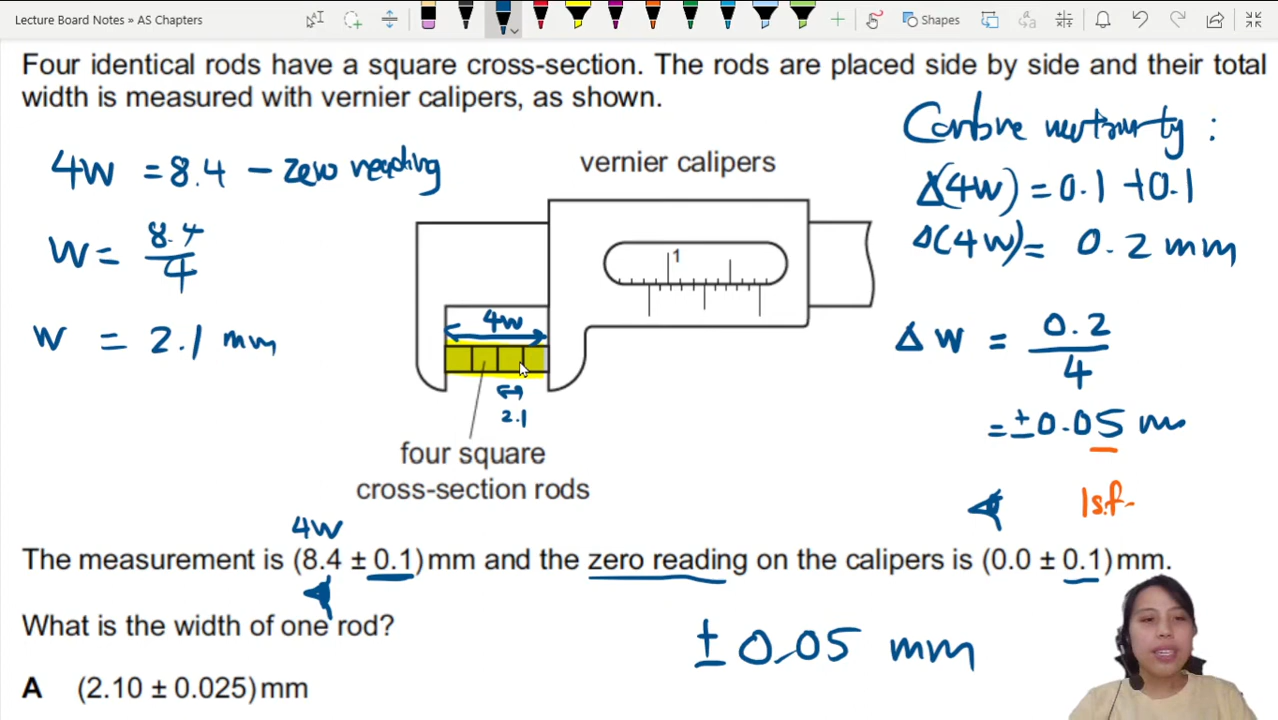 Lecture Board Notes » AS Chapters
Shapes
Four identical rods have a square cross-section. The rods are placed side by side and their total
width is measured with vernier calipers, as shown.
4W = 8.4 - zero reading
W = 8.4
4
W = 2.1 mm
vernier calipers
1
4W
2.1
four square
cross-section rods
:
Δ(4W) = 0.1 + 0.1
Δ(4W) = 0.2 mm
ΔW = 0.2
4
= ±0.05 m
1 s.f.
4W
The measurement is (8.4 ± 0.1) mm and the zero reading on the calipers is (0.0 ± 0.1) mm.
What is the width of one rod?
± 0.05 mm
A (2.10 ± 0.025) mm